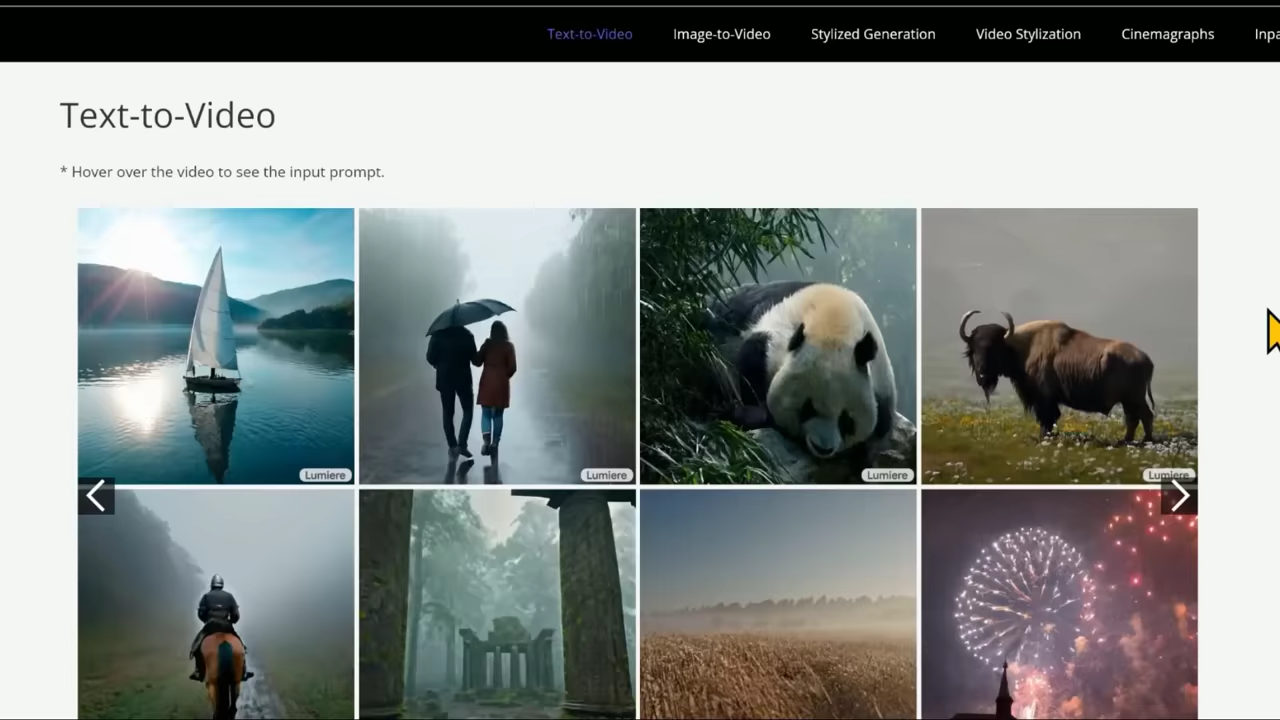 Text-to-Video Image-to-Video Stylized Generation Video Stylization Cinemagraphs Inpa
Text-to-Video
* Hover over the video to see the input prompt.
Lumiere Lumiere Lumiere Lumiere